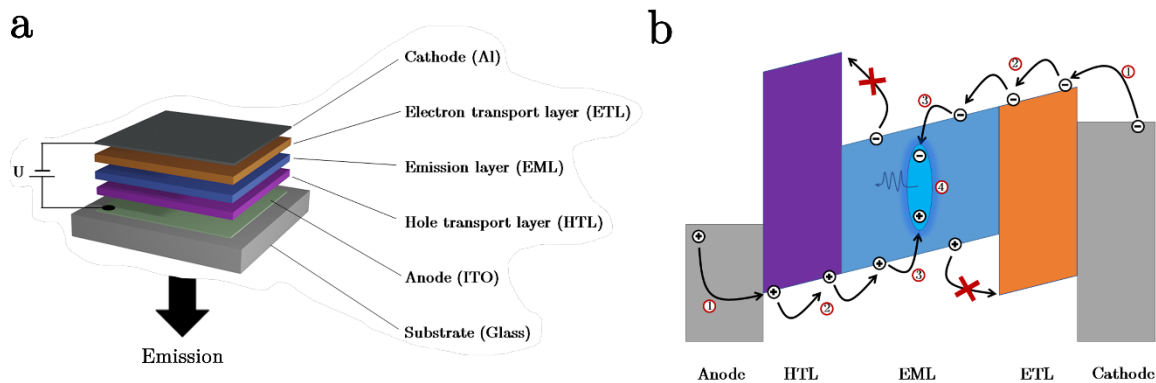 a
Cathode (Al)
Electron transport layer (ETL)
Emission layer (EML)
Hole transport layer (HTL)
Anode (ITO)
Substrate (Glass)
U
Emission
b
1
2
3
4
3
2
1
Anode
HTL
EML
ETL
Cathode